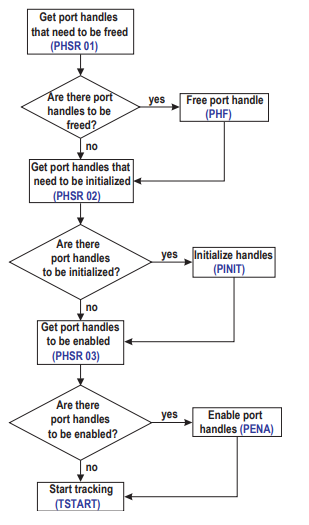 Get port handles
that need to be freed
(PHSR 01)
Are there port
handles to be
freed?
yes
Free port handle
(PHF)
no
Get port handles that
need to be initialized
(PHSR 02)
Are there
port handles
to be initialized?
yes
Initialize handles
(PINIT)
no
Get port handles
to be enabled
(PHSR 03)
Are there
port handles
to be enabled?
yes
Enable port
handles (PENA)
no
Start tracking
(TSTART)